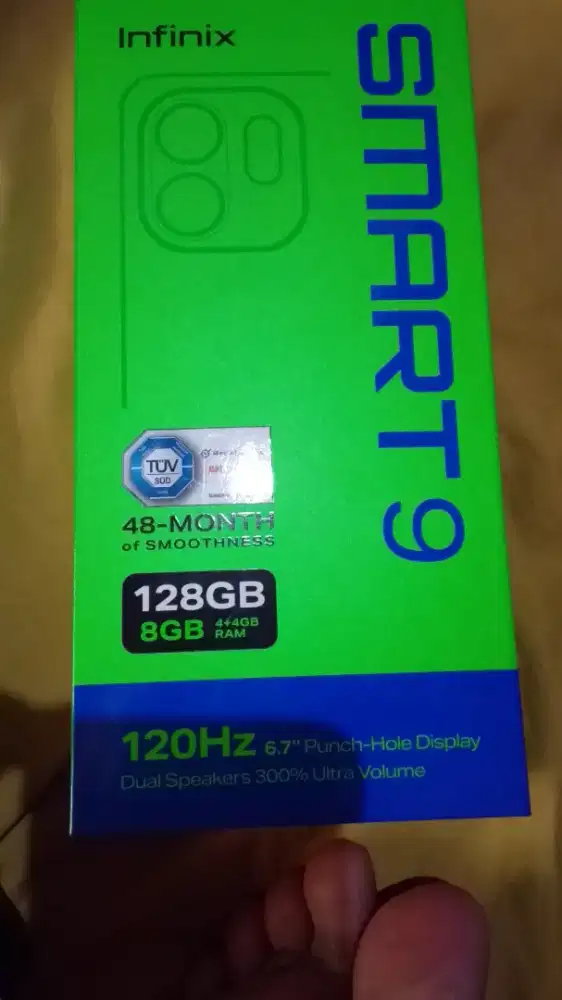 Infinix
SMART 9
TÜV
SÜD
48-MONTH
of SMOOTHNESS
128GB
8GB 4+4GB
RAM
120Hz 6.7" Punch-Hole Display
Dual Speakers 300% Ultra Volume